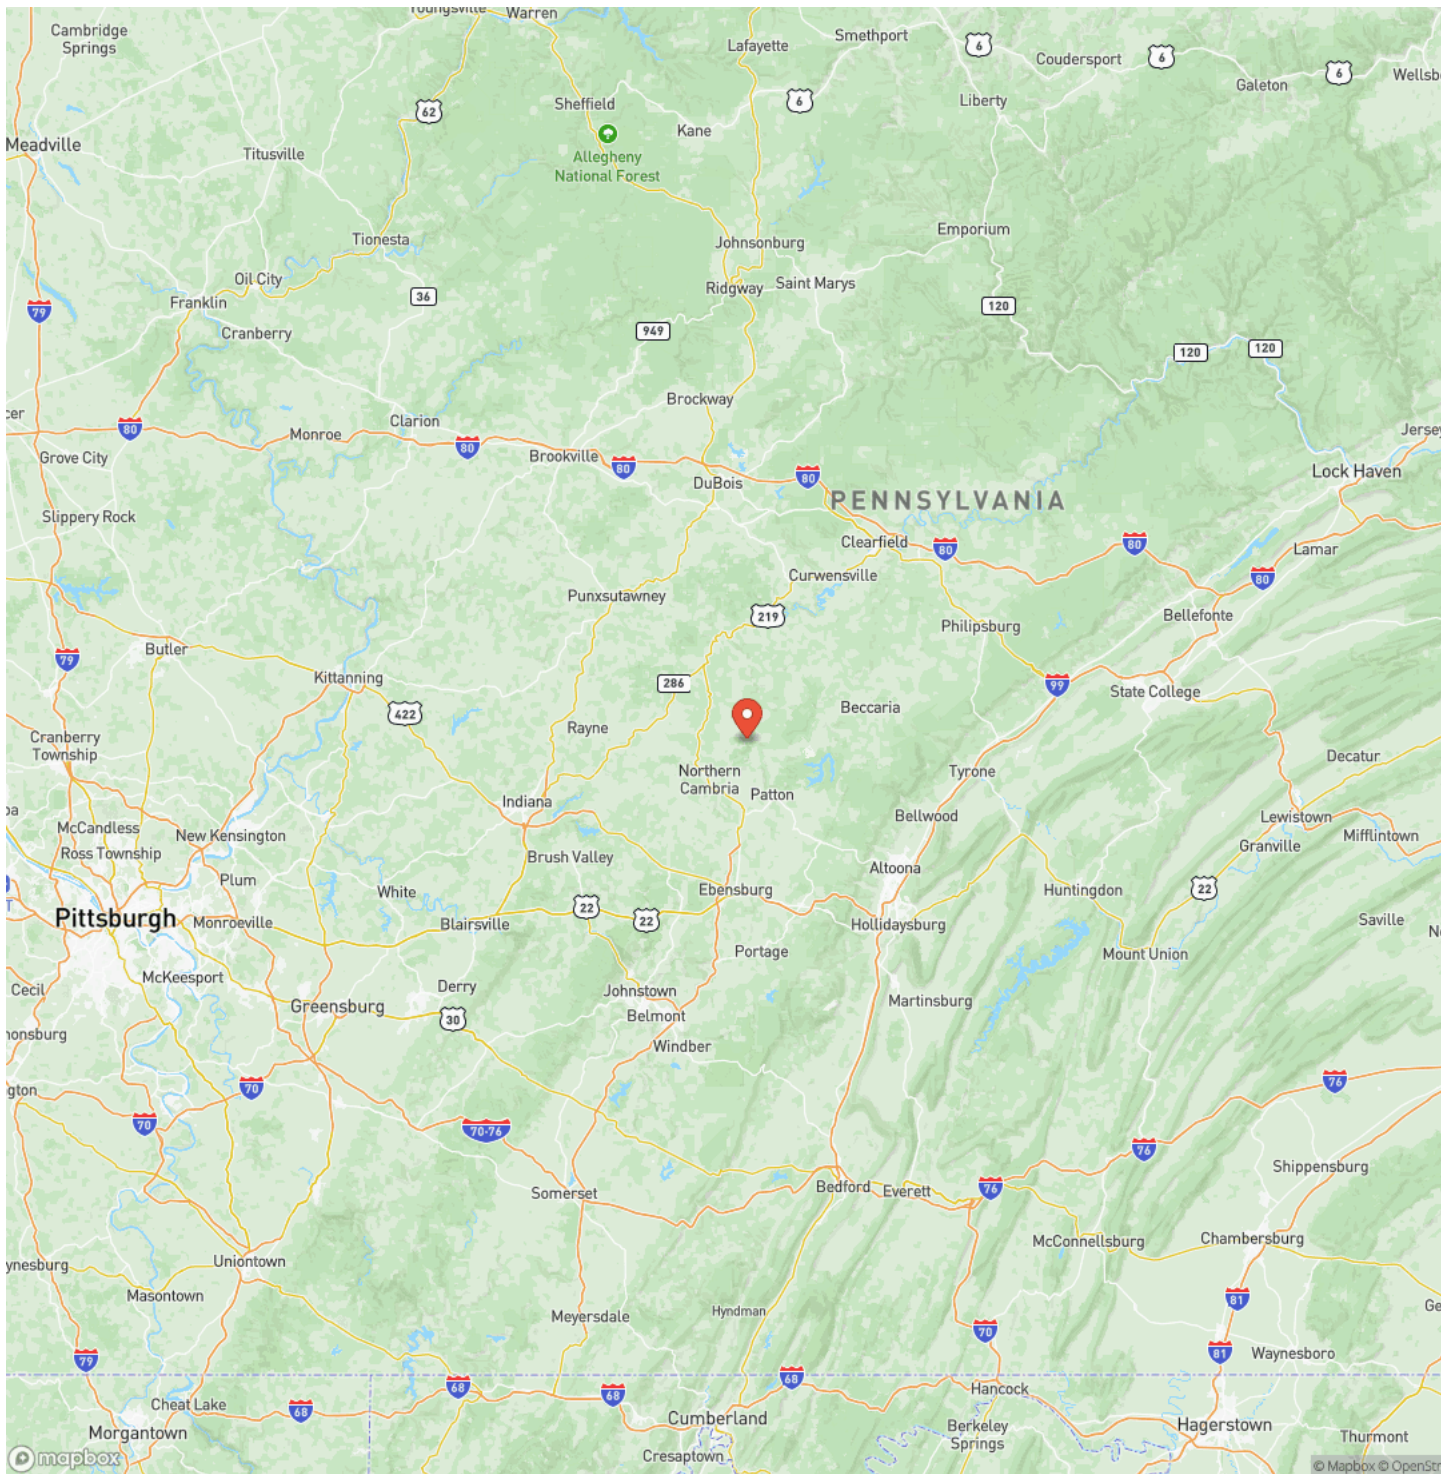 Youngsville
Warren
Cambridge
Springs
Lafayette
Smethport
6
Coudersport
6
Galeton
6
Wellsb
62
Sheffield
6
Liberty
Kane
Meadville
Titusville
Allegheny
National Forest
Tionesta
Johnsonburg
Emporium
Oil City
Franklin
36
Ridgway
Saint Marys
79
120
Cranberry
949
120
120
Brockway
cer
80
Monroe
Clarion
80
Brookville
80
Jersey
Grove City
DuBois
80
Lock Haven
PENNSYLVANIA
Slippery Rock
Clearfield
80
80
Lamar
Curwensville
80
Punxsutawney
219
Philipsburg
Bellefonte
Butler
79
Kittanning
286
99
State College
422
Beccaria
Rayne
Cranberry
Township
Decatur
Northern
Cambria
Tyrone
Patton
Indiana
Bellwood
Lewistown
pa
McCandless
New Kensington
Mifflintown
Ross Township
Brush Valley
Granville
Altoona
Plum
White
Ebensburg
Huntingdon
22
T
Pittsburgh
Monroeville
Blairsville
22
22
Hollidaysburg
Saville
Portage
Mount Union
McKeesport
Cecil
Derry
Johnstown
Greensburg
Martinsburg
30
Belmont
nonsburg
Windber
gton
70
76
70
70-76
76
Shippensburg
Somerset
Bedford
Everett
76
McConnellsburg
Chambersburg
Uniontown
ynesburg
Masontown
81
Meyersdale
Hyndman
Ge
79
70
81
Waynesboro
68
68
68
Hancock
Cheat Lake
68
Cumberland
Morgantown
Berkeley
Springs
Hagerstown
Thurmont
Cresaptown
mapbox
© Mapbox © OpenStr